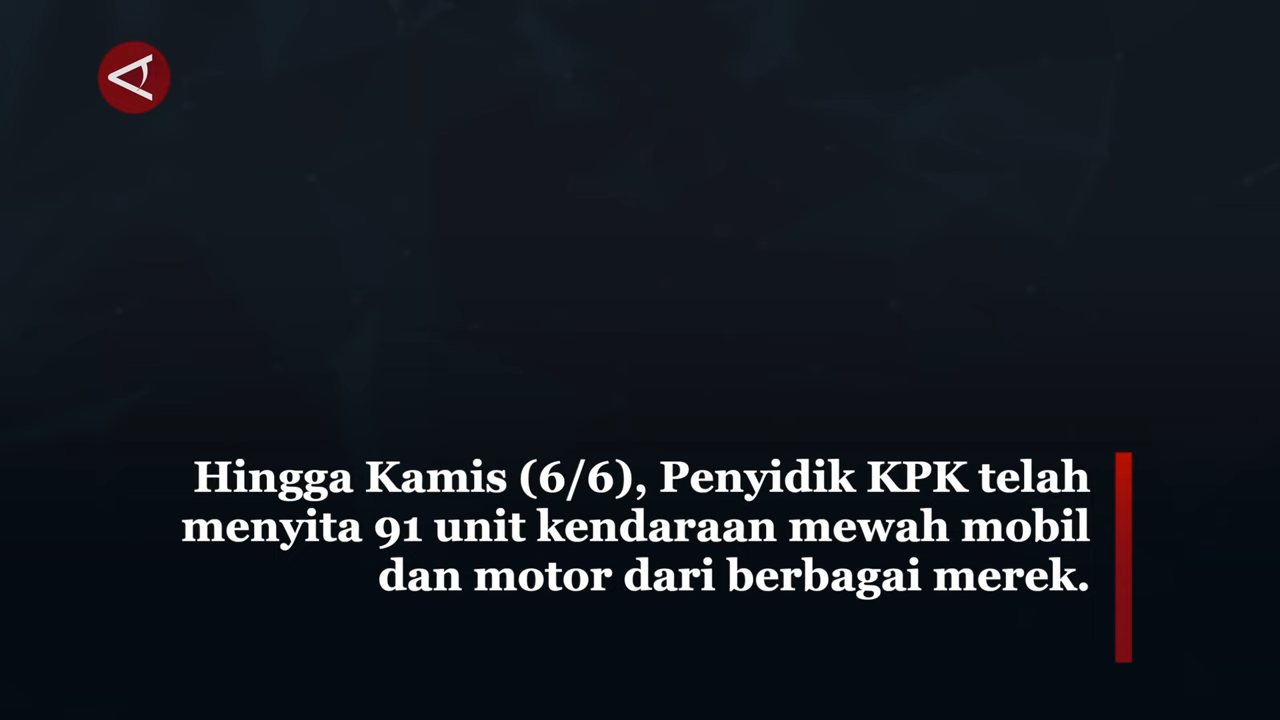 Hingga Kamis (6/6), Penyidik KPK telah
menyita 91 unit kendaraan mewah mobil
dan motor dari berbagai merek.